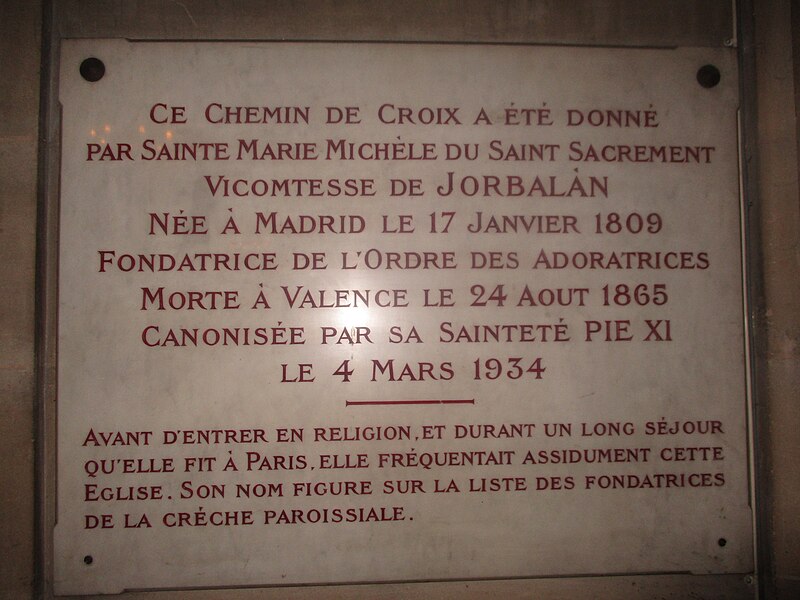 CE CHEMIN DE CROIX A ÉTÉ DONNÉ
PAR SAINTE MARIE MICHÈLE DU SAINT SACREMENT
VICOMTESSE DE JORBALÀN
NÉE À MADRID LE 17 JANVIER 1809
FONDATRICE DE L'ORDRE DES ADORATRICES
MORTE À VALENCE LE 24 AOUT 1865
CANONISÉE PAR SA SAINTETÉ PIE XI
LE 4 MARS 1934
AVANT D'ENTRER EN RELIGION, ET DURANT UN LONG SÉJOUR
QU'ELLE FIT À PARIS, ELLE FRÉQUENTAIT ASSIDUMENT CETTE
EGLISE. SON NOM FIGURE SUR LA LISTE DES FONDATRICES
DE LA CRÉCHE PAROISSIALE.